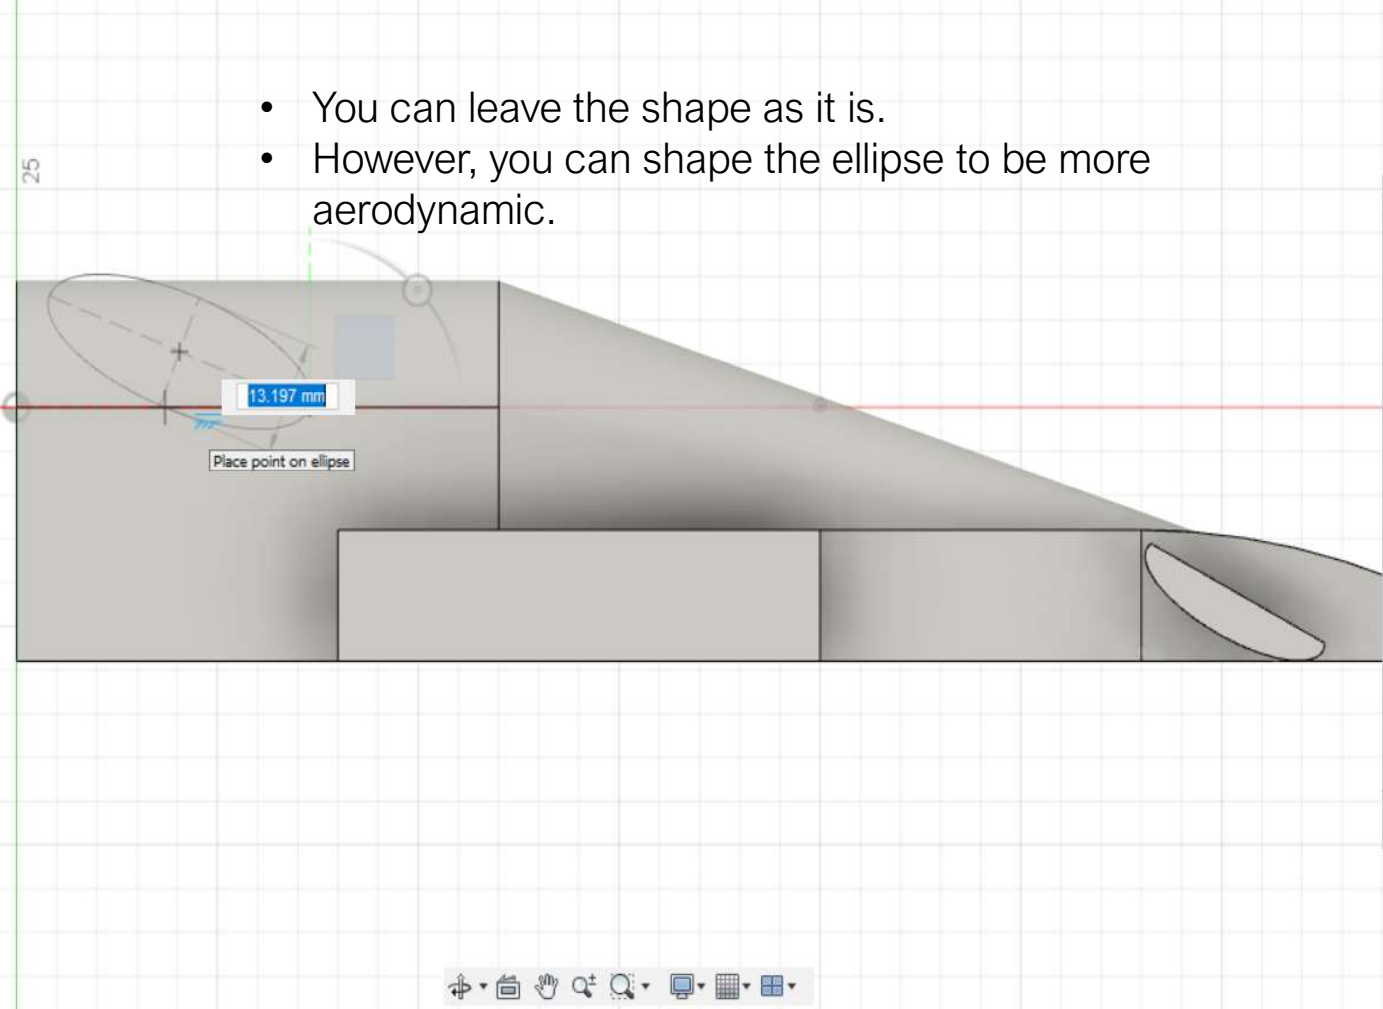 • You can leave the shape as it is.
• However, you can shape the ellipse to be more
aerodynamic.
25
13.197 mm
Place point on ellipse